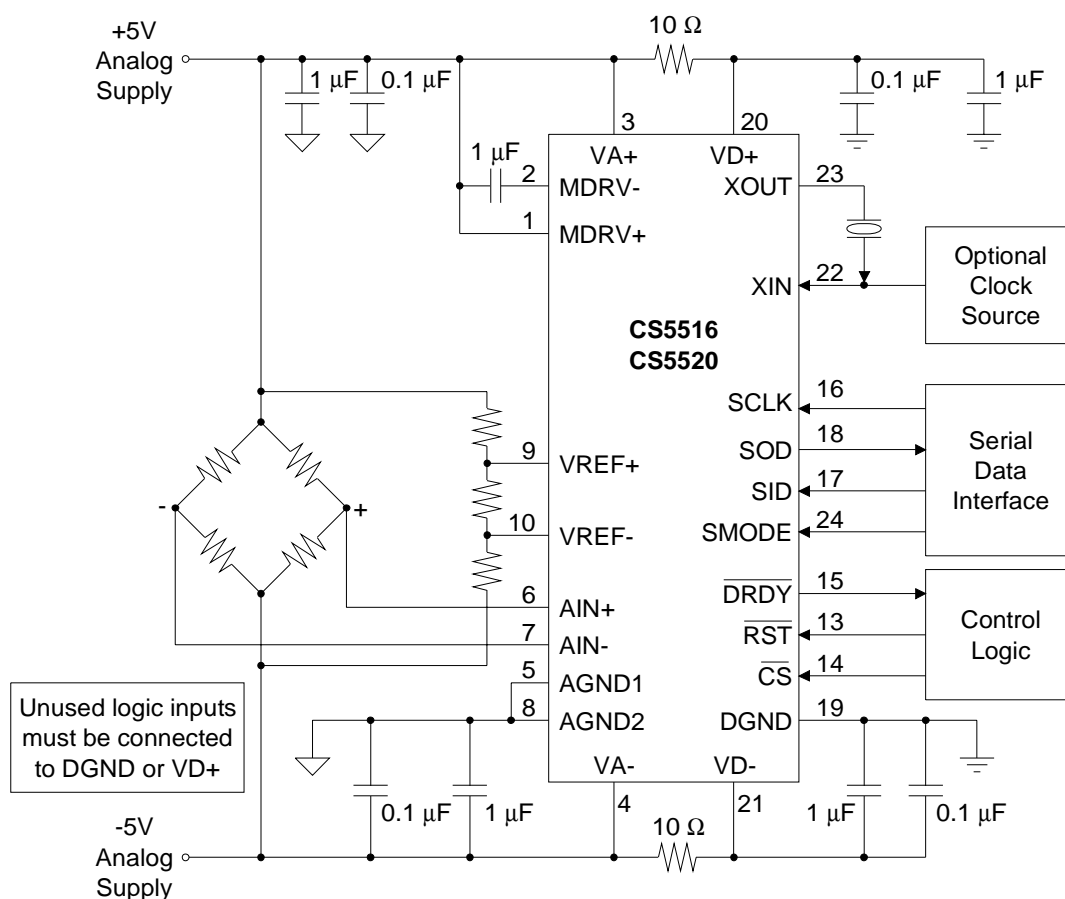 +5V
Analog
Supply
1 µF
0.1 µF
10 Ω
0.1 µF
1 µF
3
20
VA+
VD+
1 µF
2
MDRV-
XOUT
23
1
MDRV+
XIN
22
Optional
Clock
Source
CS5516
CS5520
SCLK
16
9
VREF+
SOD
18
SID
17
Serial
Data
Interface
-
+
10
VREF-
SMODE
24
6
AIN+
DRDY
15
7
AIN-
RST
13
Control
Logic
5
AGND1
CS
14
8
AGND2
DGND
19
Unused logic inputs
must be connected
to DGND or VD+
VA-
VD-
0.1 µF
1 µF
4
21
1 µF
0.1 µF
-5V
Analog
Supply
10 Ω